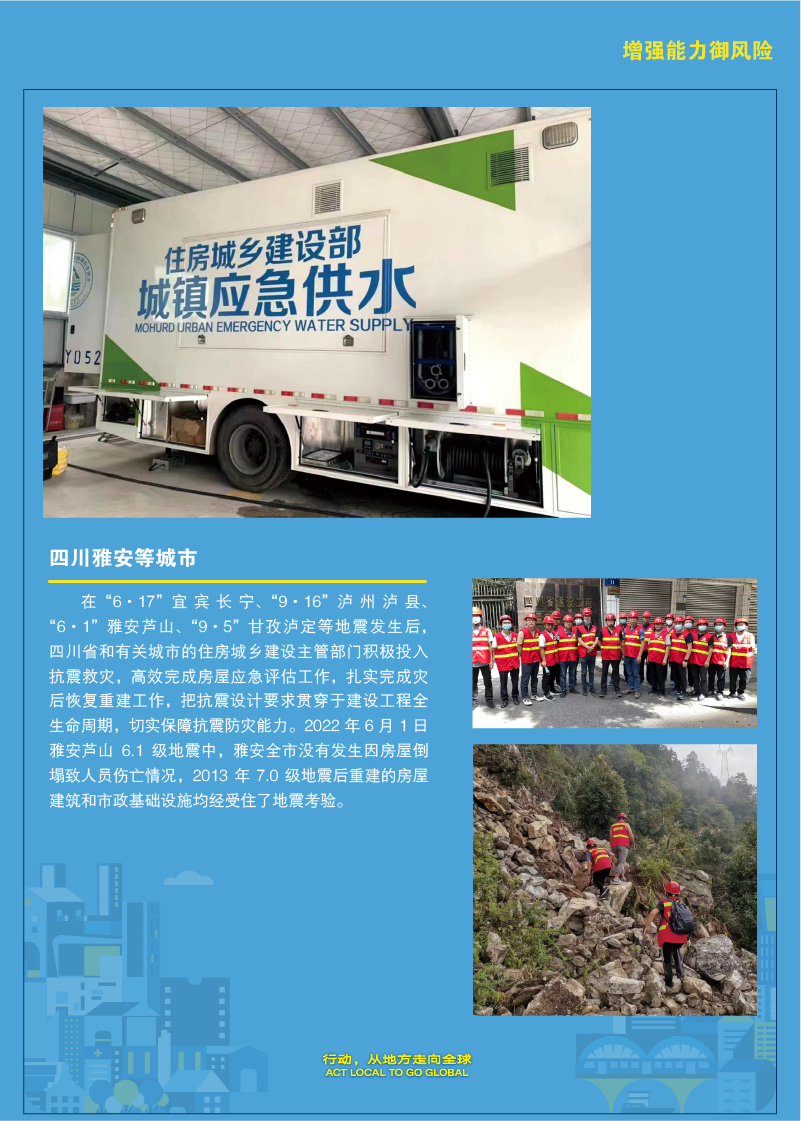 增强能力御风险
住房城乡建设部
城镇应急供水
MOHURD URBAN EMERGENCY WATER SUPPLY
Y052
四川雅安等城市
在“6·17”宜宾长宁、“9·16”泸州泸县、
“6·1”雅安芦山、“9·5”甘孜泸定等地震发生后，
四川省和有关城市的住房城乡建设主管部门积极投入
抗震救灾，高效完成房屋应急评估工作，扎实完成灾
后恢复重建工作，把抗震设计要求贯穿于建设工程全
生命周期，切实保障抗震防灾能力。2022 年 6 月 1 日
雅安芦山 6.1 级地震中，雅安全市没有发生因房屋倒
塌致人员伤亡情况，2013 年 7.0 级地震后重建的房屋
建筑和市政基础设施均经受住了地震考验。
行动，从地方走向全球
ACT LOCAL TO GO GLOBAL